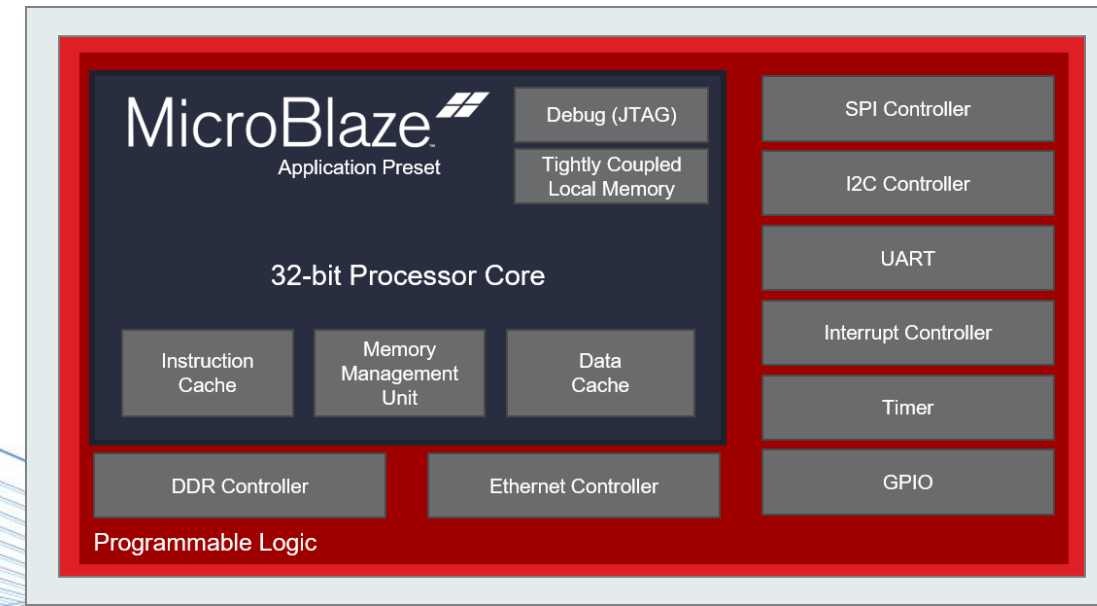 MicroBlaze™
Application Preset
Debug (JTAG)
Tightly Coupled
Local Memory
32-bit Processor Core
Instruction
Cache
Memory
Management
Unit
Data
Cache
DDR Controller
Ethernet Controller
Programmable Logic
SPI Controller
I2C Controller
UART
Interrupt Controller
Timer
GPIO